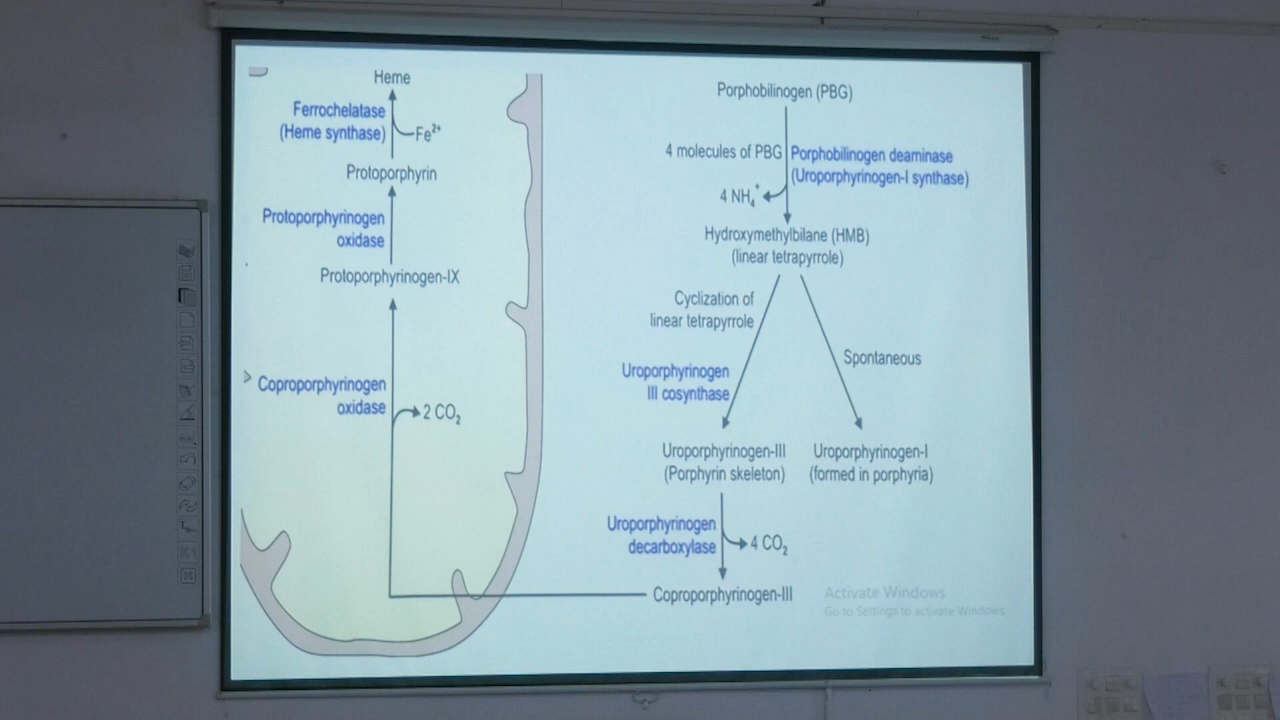 Heme
Ferrochelatase
(Heme synthase)
Fe²⁺
Protoporphyrin
Protoporphyrinogen
oxidase
Protoporphyrinogen-IX
Coproporphyrinogen
oxidase
2 CO₂
Porphobilinogen (PBG)
4 molecules of PBG
Porphobilinogen deaminase
(Uroporphyrinogen-I synthase)
4 NH₄⁺
Hydroxymethylbilane (HMB)
(linear tetrapyrrole)
Cyclization of
linear tetrapyrrole
Spontaneous
Uroporphyrinogen
III cosynthase
Uroporphyrinogen-III
(Porphyrin skeleton)
Uroporphyrinogen-I
(formed in porphyria)
Uroporphyrinogen
decarboxylase
4 CO₂
Coproporphyrinogen-III
Activate Windows
Go to Settings to activate Windows.